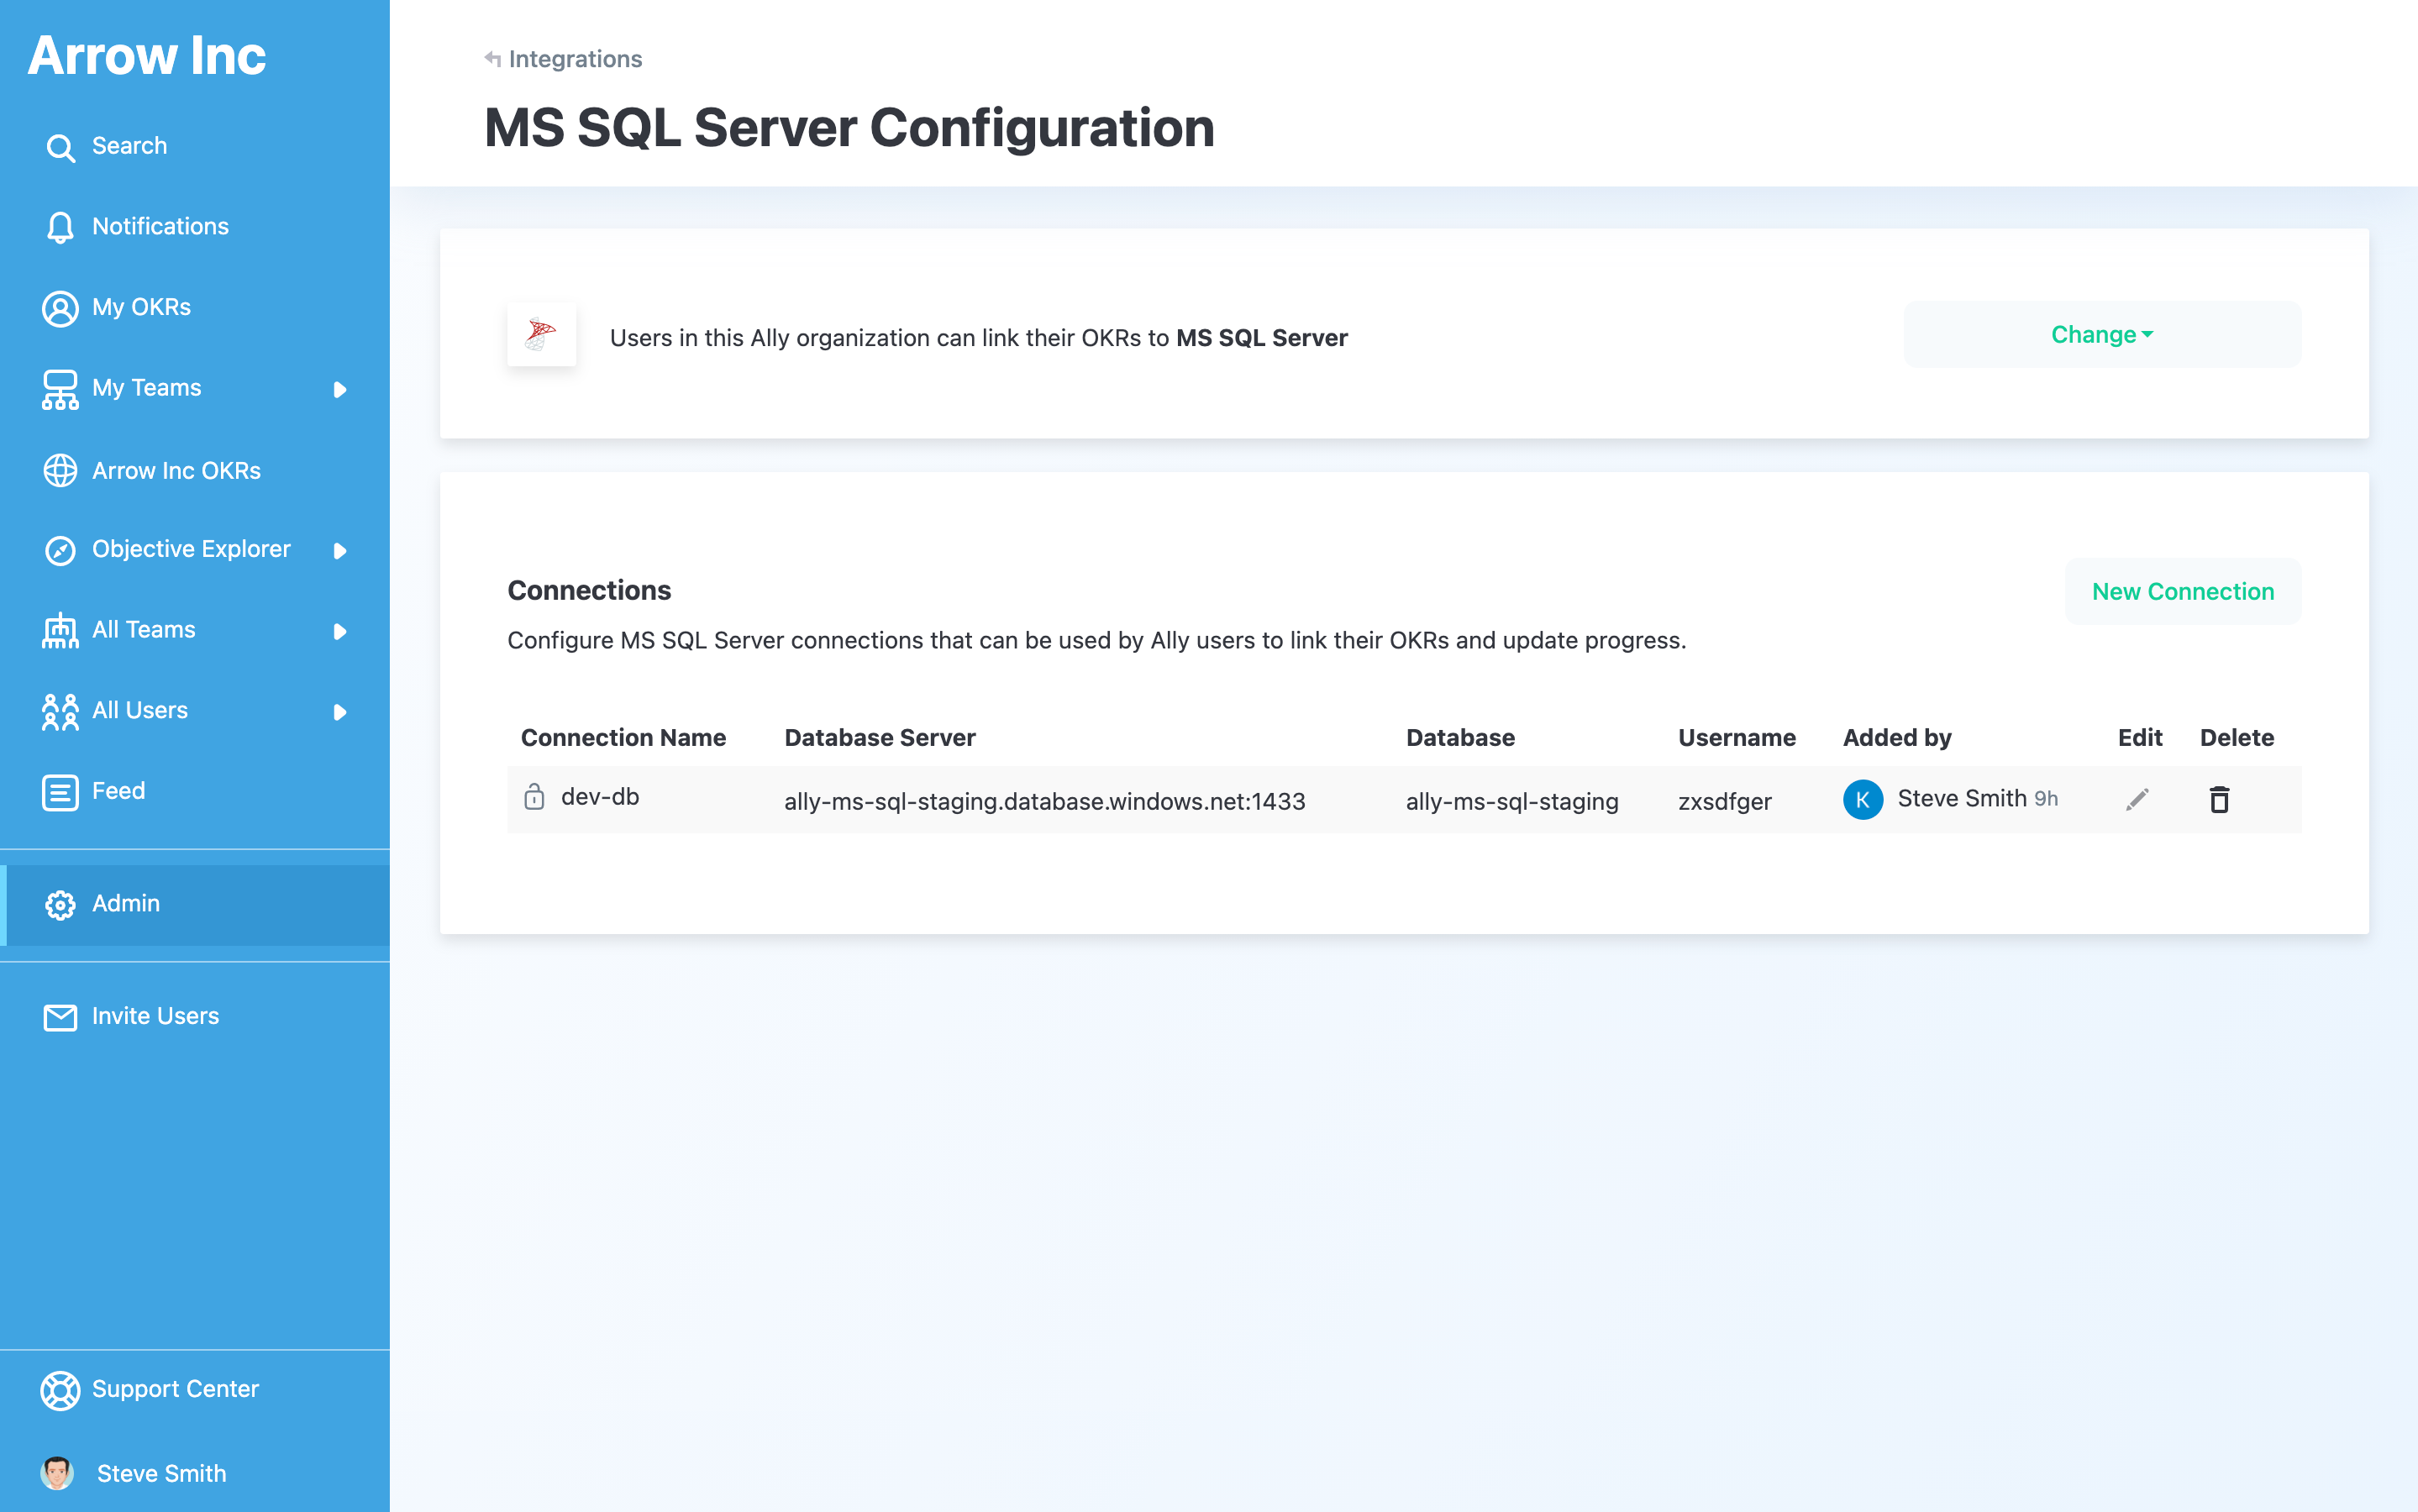 Arrow Inc
Search
Notifications
My OKRs
My Teams
Arrow Inc OKRs
Objective Explorer
All Teams
All Users
Feed
Admin
Invite Users
Support Center
Steve Smith
Integrations
MS SQL Server Configuration
Users in this Ally organization can link their OKRs to MS SQL Server
Change
Connections
New Connection
Configure MS SQL Server connections that can be used by Ally users to link their OKRs and update progress.
Connection Name Database Server Database Username Added by Edit Delete
dev-db ally-ms-sql-staging.database.windows.net:1433 ally-ms-sql-staging zxsdfger K Steve Smith 9h